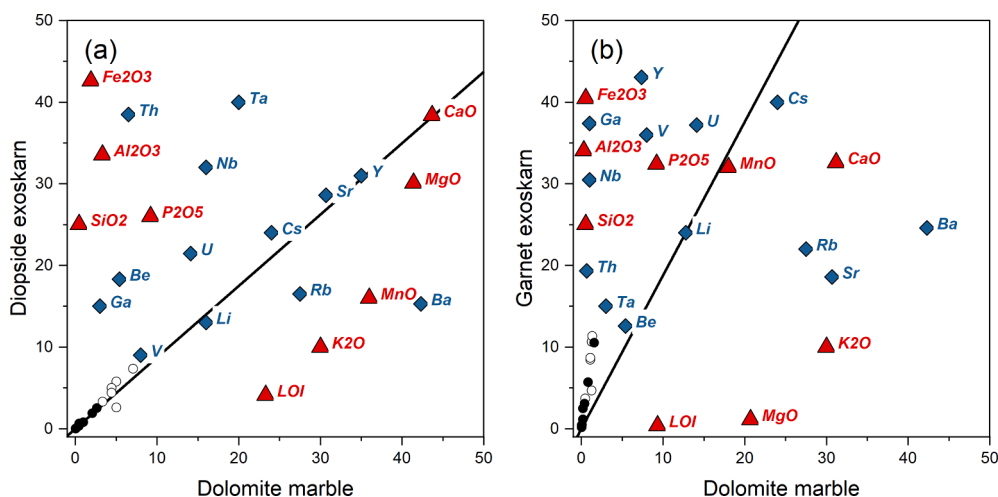 (a)
Diopside exoskarn
50
40
30
20
10
0
Fe2O3
Th
Ta
CaO
Al2O3
Nb
Y
MgO
Sr
SiO2
P2O5
Cs
U
Be
Ga
Rb
MnO
Ba
Li
V
K2O
LOI
0 10 20 30 40 50
Dolomite marble
(b)
Garnet exoskarn
50
40
30
20
10
0
Y
Fe2O3
Cs
Ga
U
V
Al2O3
P2O5
MnO
CaO
Nb
SiO2
Li
Ba
Rb
Th
Sr
Ta
Be
K2O
LOI
MgO
0 10 20 30 40 50
Dolomite marble